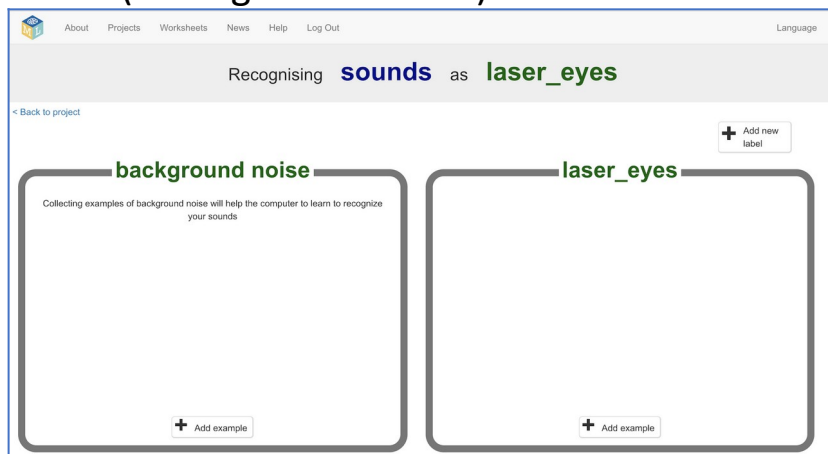 About Projects Worksheets News Help Log Out Language
Recognising sounds as laser_eyes
< Back to project
Add new
label
background noise
Collecting examples of background noise will help the computer to learn to recognize
your sounds
Add example
laser_eyes
Add example